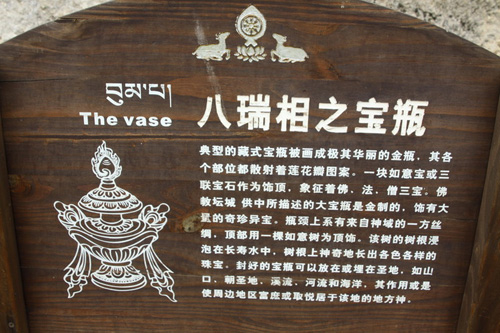 བུམ་པ།
The vase
八瑞相之宝瓶
典型的藏式宝瓶被画成极其华丽的金瓶，其各
个部位都散射着莲花瓣图案。一块如意宝或三
联宝石作为饰顶，象征着佛、法、僧三宝。佛
教坛城 供中所描述的大宝瓶是金制的，饰有大
量的奇珍异宝。瓶颈上系有来自神域的一方丝
绸，顶部用一棵如意树为顶饰。该树的树根浸
泡在长寿水中，树根上神奇地长出各色各样的
珠宝。封好的宝瓶可以放在或埋在圣地，如山
口、朝圣地、溪流、河流和海洋，其作用或是
使周边地区富庶或取悦居于该地的地方神。